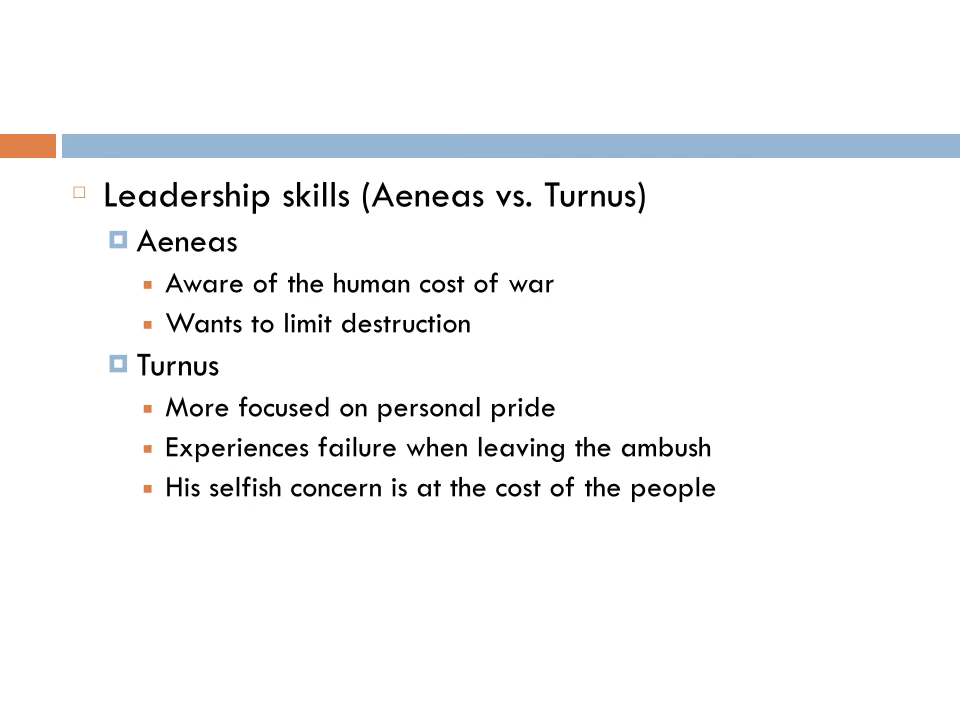 Leadership skills (Aeneas vs. Turnus)
Aeneas
Aware of the human cost of war
Wants to limit destruction
Turnus
More focused on personal pride
Experiences failure when leaving the ambush
His selfish concern is at the cost of the people